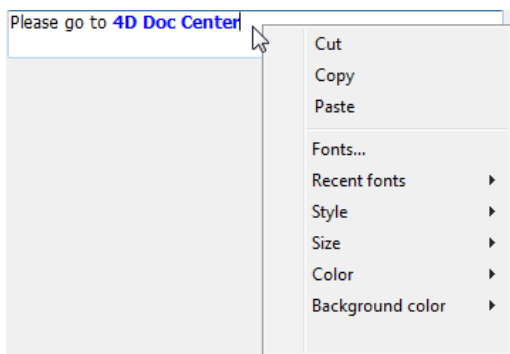 Please go to 4D Doc Center
Cut
Copy
Paste
Fonts...
Recent fonts
Style
Size
Color
Background color